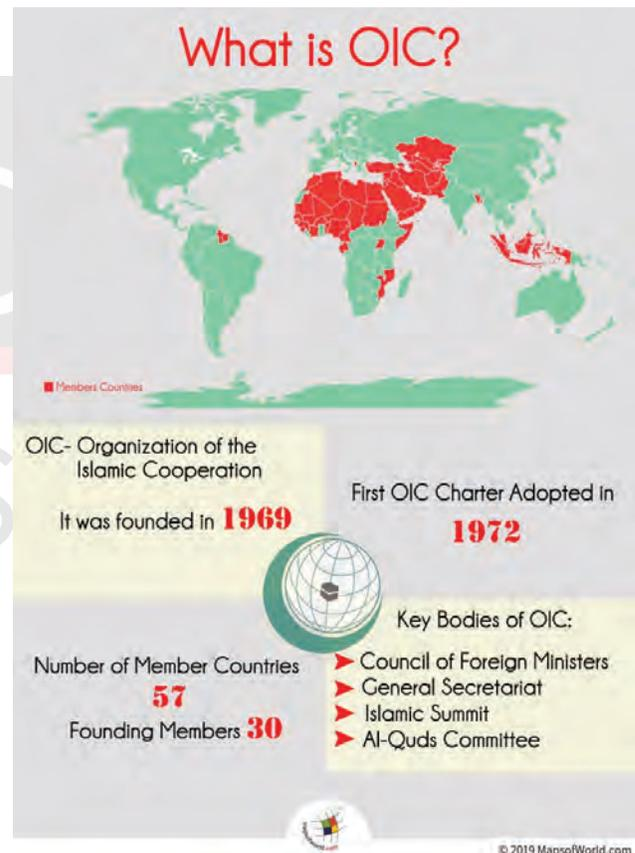 What is OIC?
Members Countries
OIC- Organization of the
Islamic Cooperation
It was founded in 1969
First OIC Charter Adopted in
1972
Number of Member Countries
57
Founding Members 30
Key Bodies of OIC:
Council of Foreign Ministers
General Secretariat
Islamic Summit
Al-Quds Committee
© 2019 MapsofWorld.com